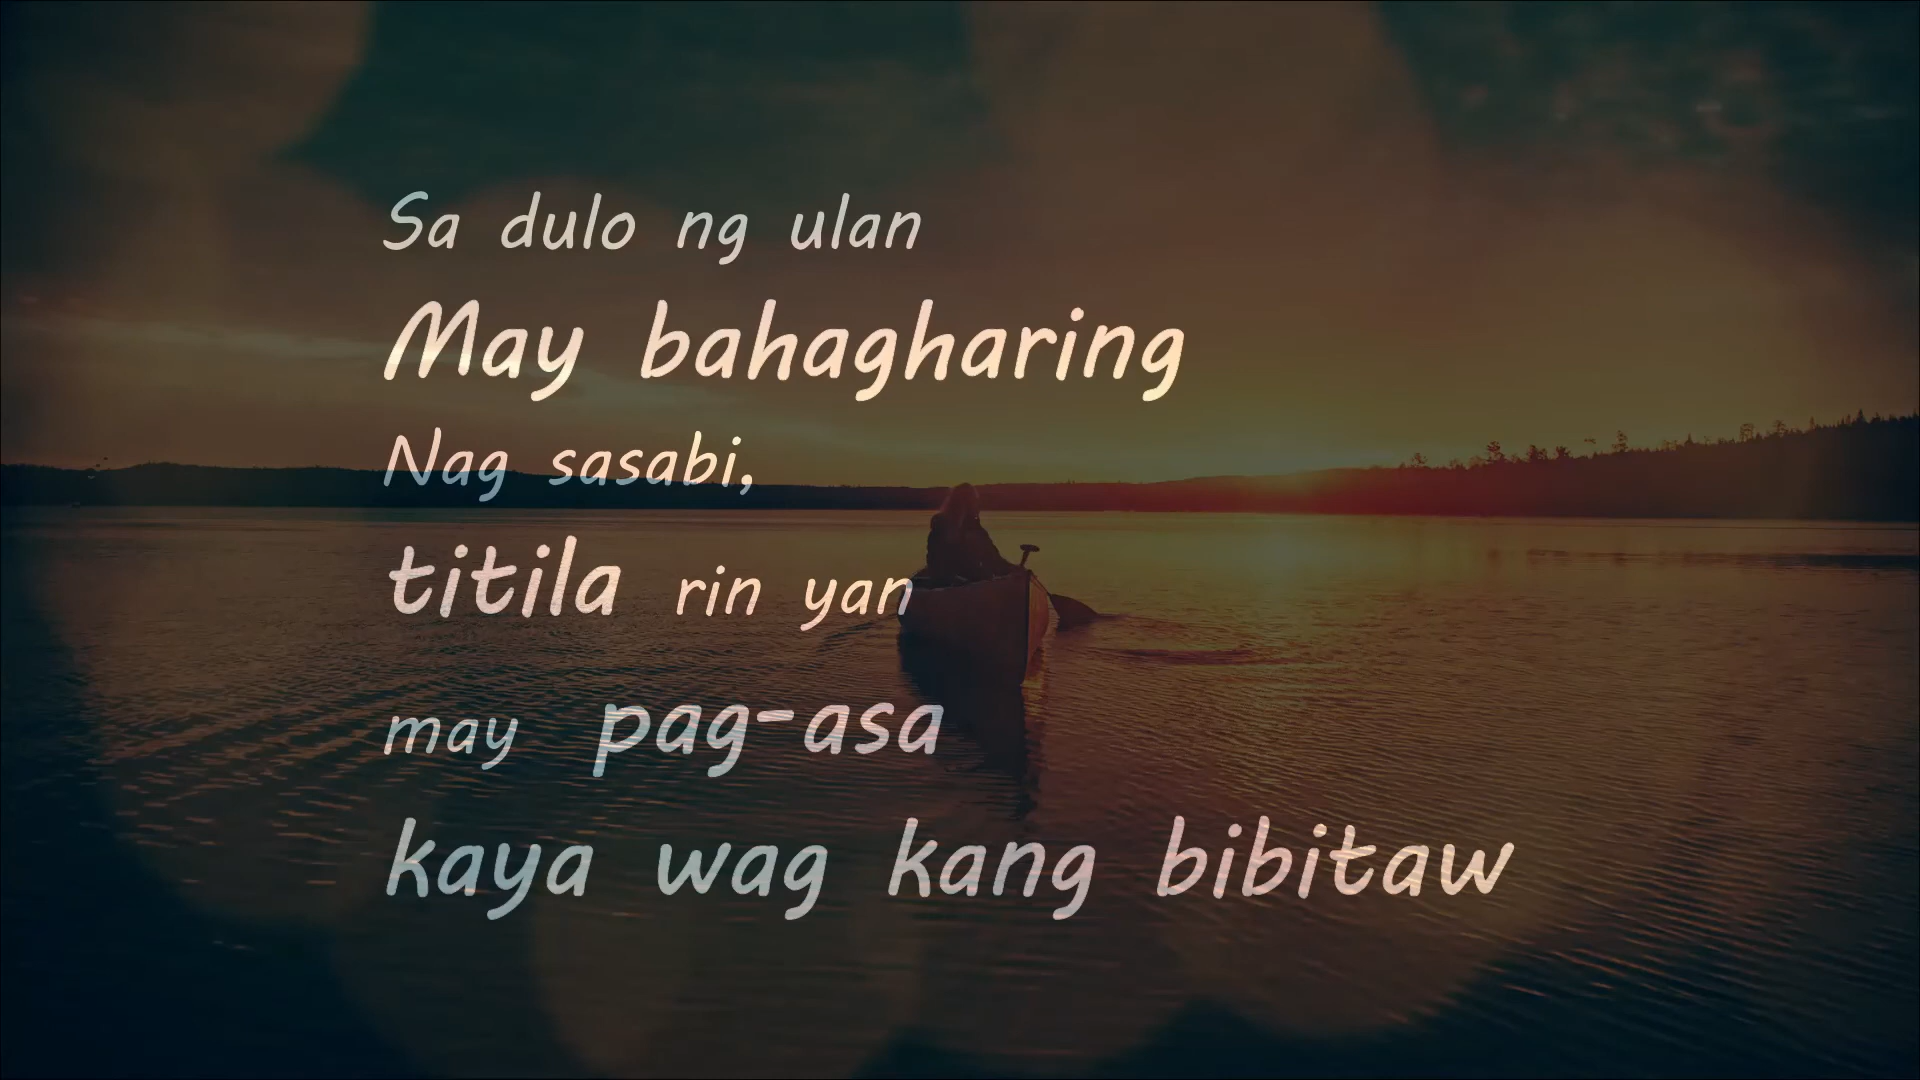 Sa dulo ng ulan
May bahagharing
Nag sasabi,
titila rin yan
may pag-asa
kaya wag kang bibitaw